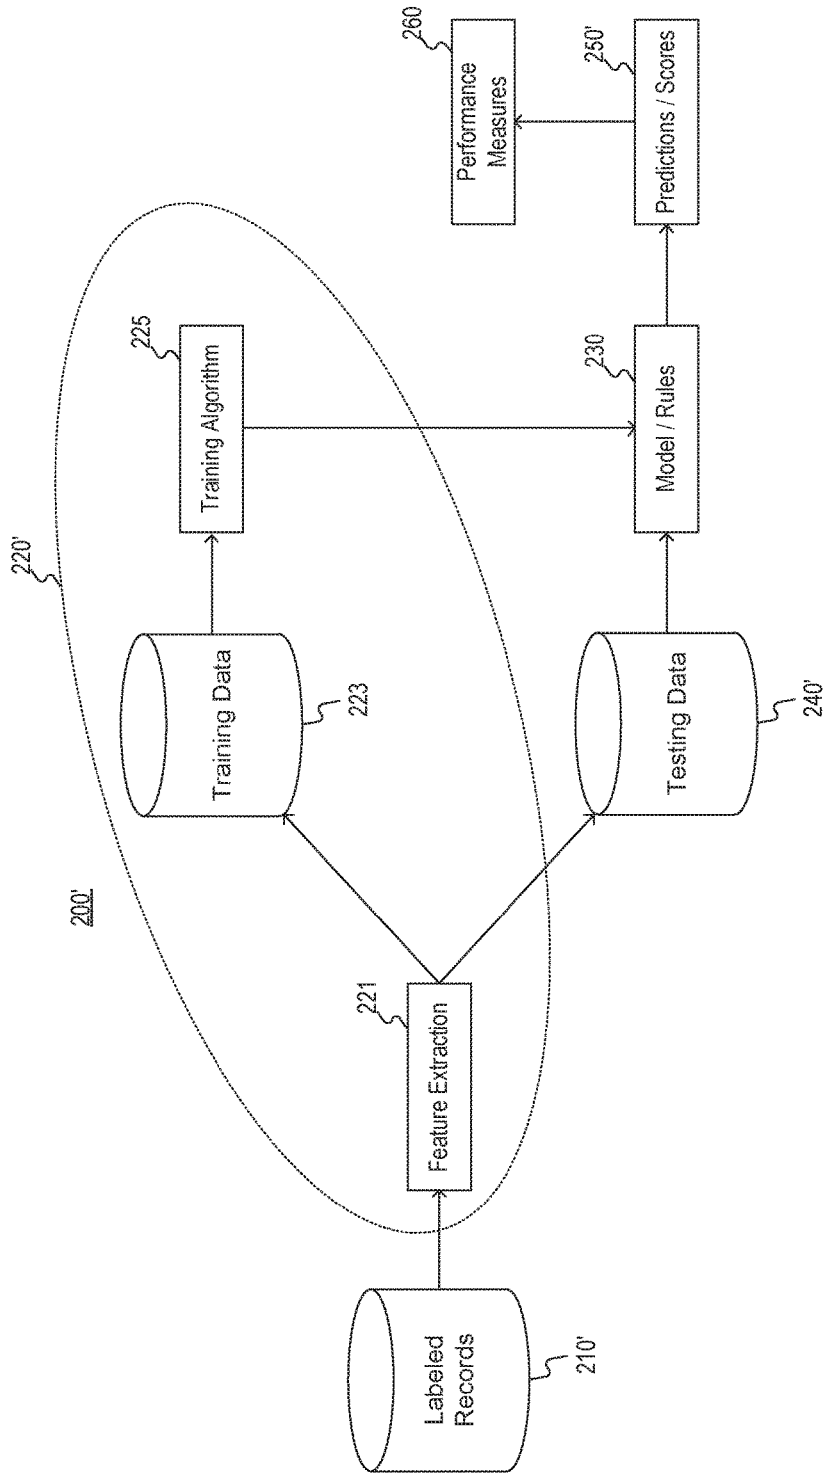 200'
220'
Labeled
Records
210'
Feature Extraction
221
Training Data
223
Training Algorithm
225
Testing Data
240'
Model / Rules
230
Predictions / Scores
250'
Performance
Measures
260